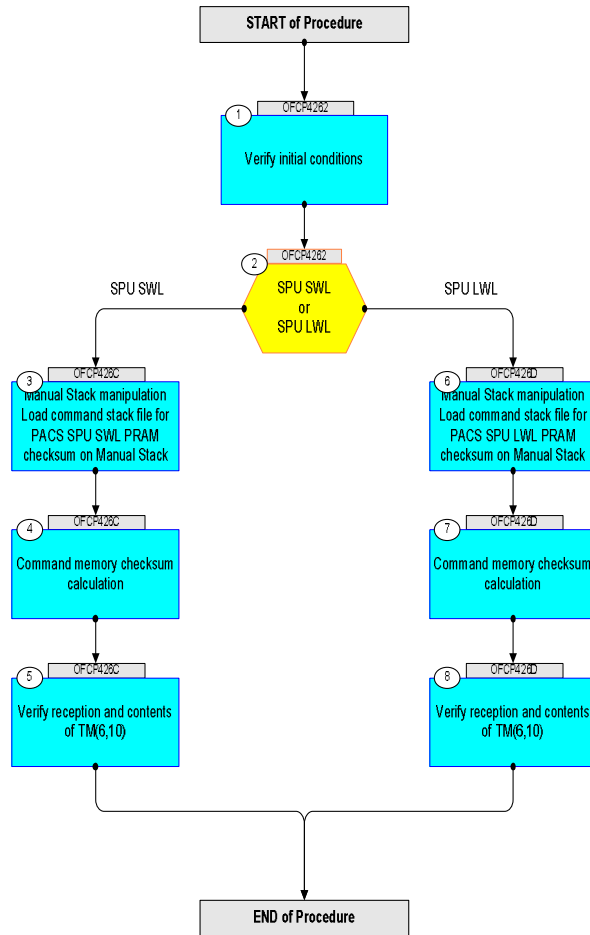 START of Procedure
OFCP4262
1
Verify initial conditions
OFCP4262
2
SPU SWL
or
SPU LWL
SPU SWL
SPU LWL
OFCP426C
3
Manual Stack manipulation
Load command stack file for
PACS SPU SWL PRAM
checksum on Manual Stack
OFCP426D
6
Manual Stack manipulation
Load command stack file for
PACS SPU LWL PRAM
checksum on Manual Stack
OFCP426C
4
Command memory checksum
calculation
OFCP426D
7
Command memory checksum
calculation
OFCP426C
5
Verify reception and contents
of TM(6,10)
OFCP426D
8
Verify reception and contents
of TM(6,10)
END of Procedure